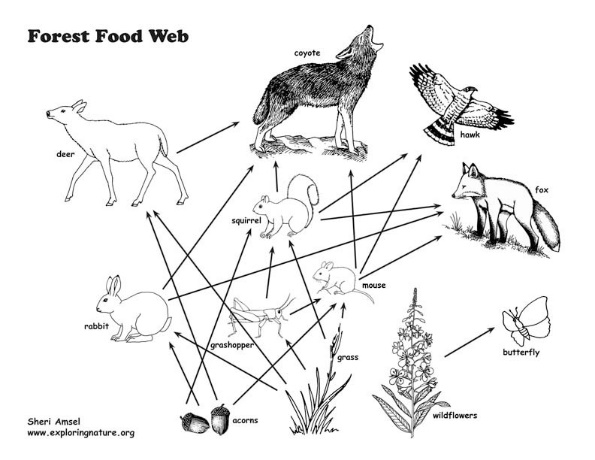 Forest Food Web
coyote
hawk
deer
fox
squirrel
mouse
rabbit
grashopper
grass
butterfly
acorns
wildflowers
Sheri Amsel
www.exploringnature.org